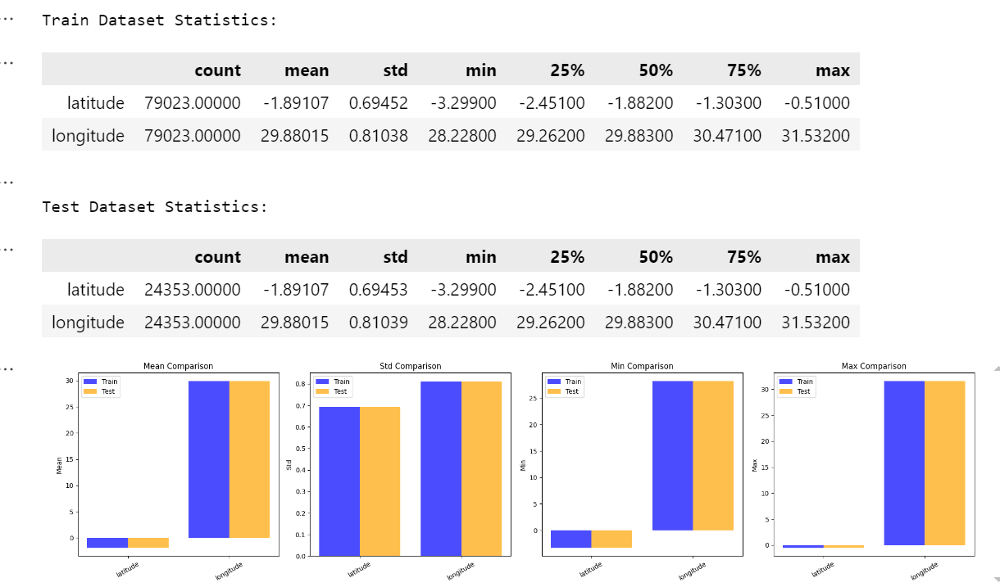 Train Dataset Statistics:
count mean std min 25% 50% 75% max
latitude 79023.00000 -1.89107 0.69452 -3.29900 -2.45100 -1.88200 -1.30300 -0.51000
longitude 79023.00000 29.88015 0.81038 28.22800 29.26200 29.88300 30.47100 31.53200
Test Dataset Statistics:
count mean std min 25% 50% 75% max
latitude 24353.00000 -1.89107 0.69453 -3.29900 -2.45100 -1.88200 -1.30300 -0.51000
longitude 24353.00000 29.88015 0.81039 28.22800 29.26200 29.88300 30.47100 31.53200
Mean Comparison
Train
Test
30
25
20
15
10
5
0
Mean
latitude longitude
Std Comparison
Train
Test
0.8
0.7
0.6
0.5
0.4
0.3
0.2
0.1
0.0
Std
latitude longitude
Min Comparison
Train
Test
25
20
15
10
5
0
Min
latitude longitude
Max Comparison
Train
Test
30
25
20
15
10
5
0
Max
latitude longitude